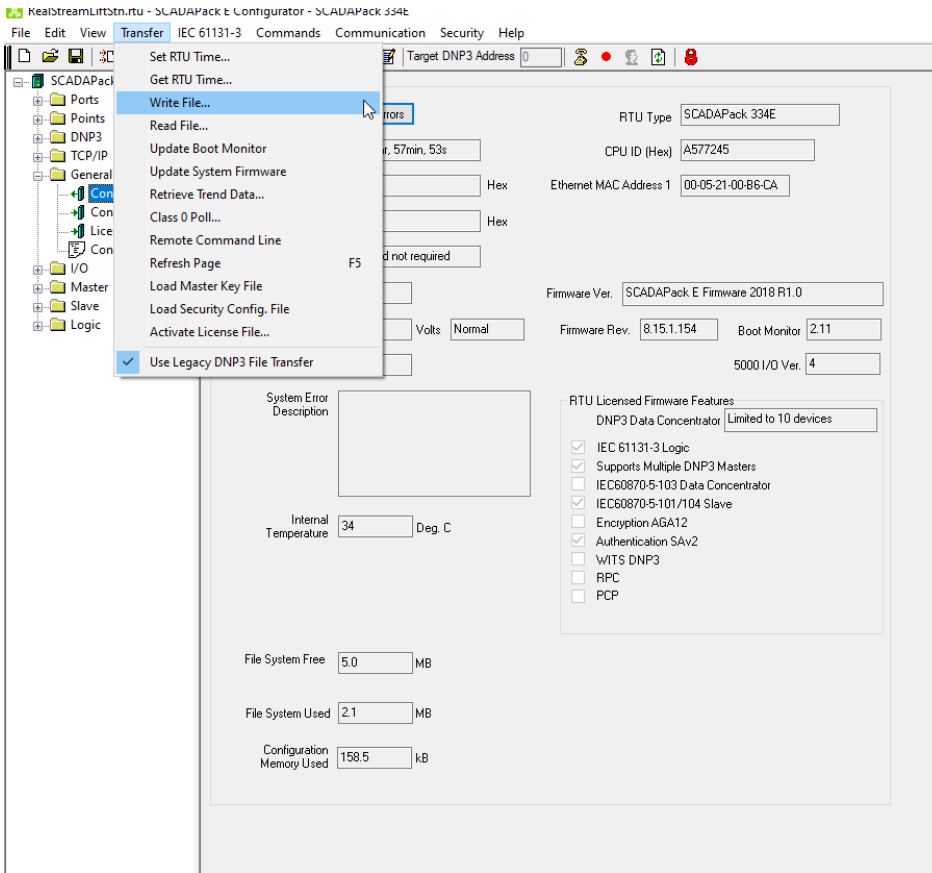 RealStreamLiftStn.rtu - SCADAPack E Configurator - SCADAPack 334E
File Edit View Transfer IEC 61131-3 Commands Communication Security Help
Target DNP3 Address 0
SCADAPack
Ports
Points
DNP3
TCP/IP
General
Con
Con
Lice
Con
I/O
Master
Slave
Logic
Set RTU Time...
Get RTU Time...
Write File...
Read File...
Update Boot Monitor
Update System Firmware
Retrieve Trend Data...
Class 0 Poll...
Remote Command Line
Refresh Page F5
Load Master Key File
Load Security Config. File
Activate License File...
Use Legacy DNP3 File Transfer
rrors
r, 57min, 53s
Hex
Hex
d not required
Volts Normal
RTU Type SCADAPack 334E
CPU ID (Hex) A577245
Ethernet MAC Address 1 00-05-21-00-B6-CA
Firmware Ver. SCADAPack E Firmware 2018 R1.0
Firmware Rev. 8.15.1.154 Boot Monitor 2.11
5000 I/O Ver. 4
System Error
Description
Internal
Temperature 34 Deg. C
RTU Licensed Firmware Features
DNP3 Data Concentrator Limited to 10 devices
IEC 61131-3 Logic
Supports Multiple DNP3 Masters
IEC60870-5-103 Data Concentrator
IEC60870-5-101/104 Slave
Encryption AGA12
Authentication SAv2
WITS DNP3
RPC
PCP
File System Free 5.0 MB
File System Used 2.1 MB
Configuration
Memory Used 158.5 kB